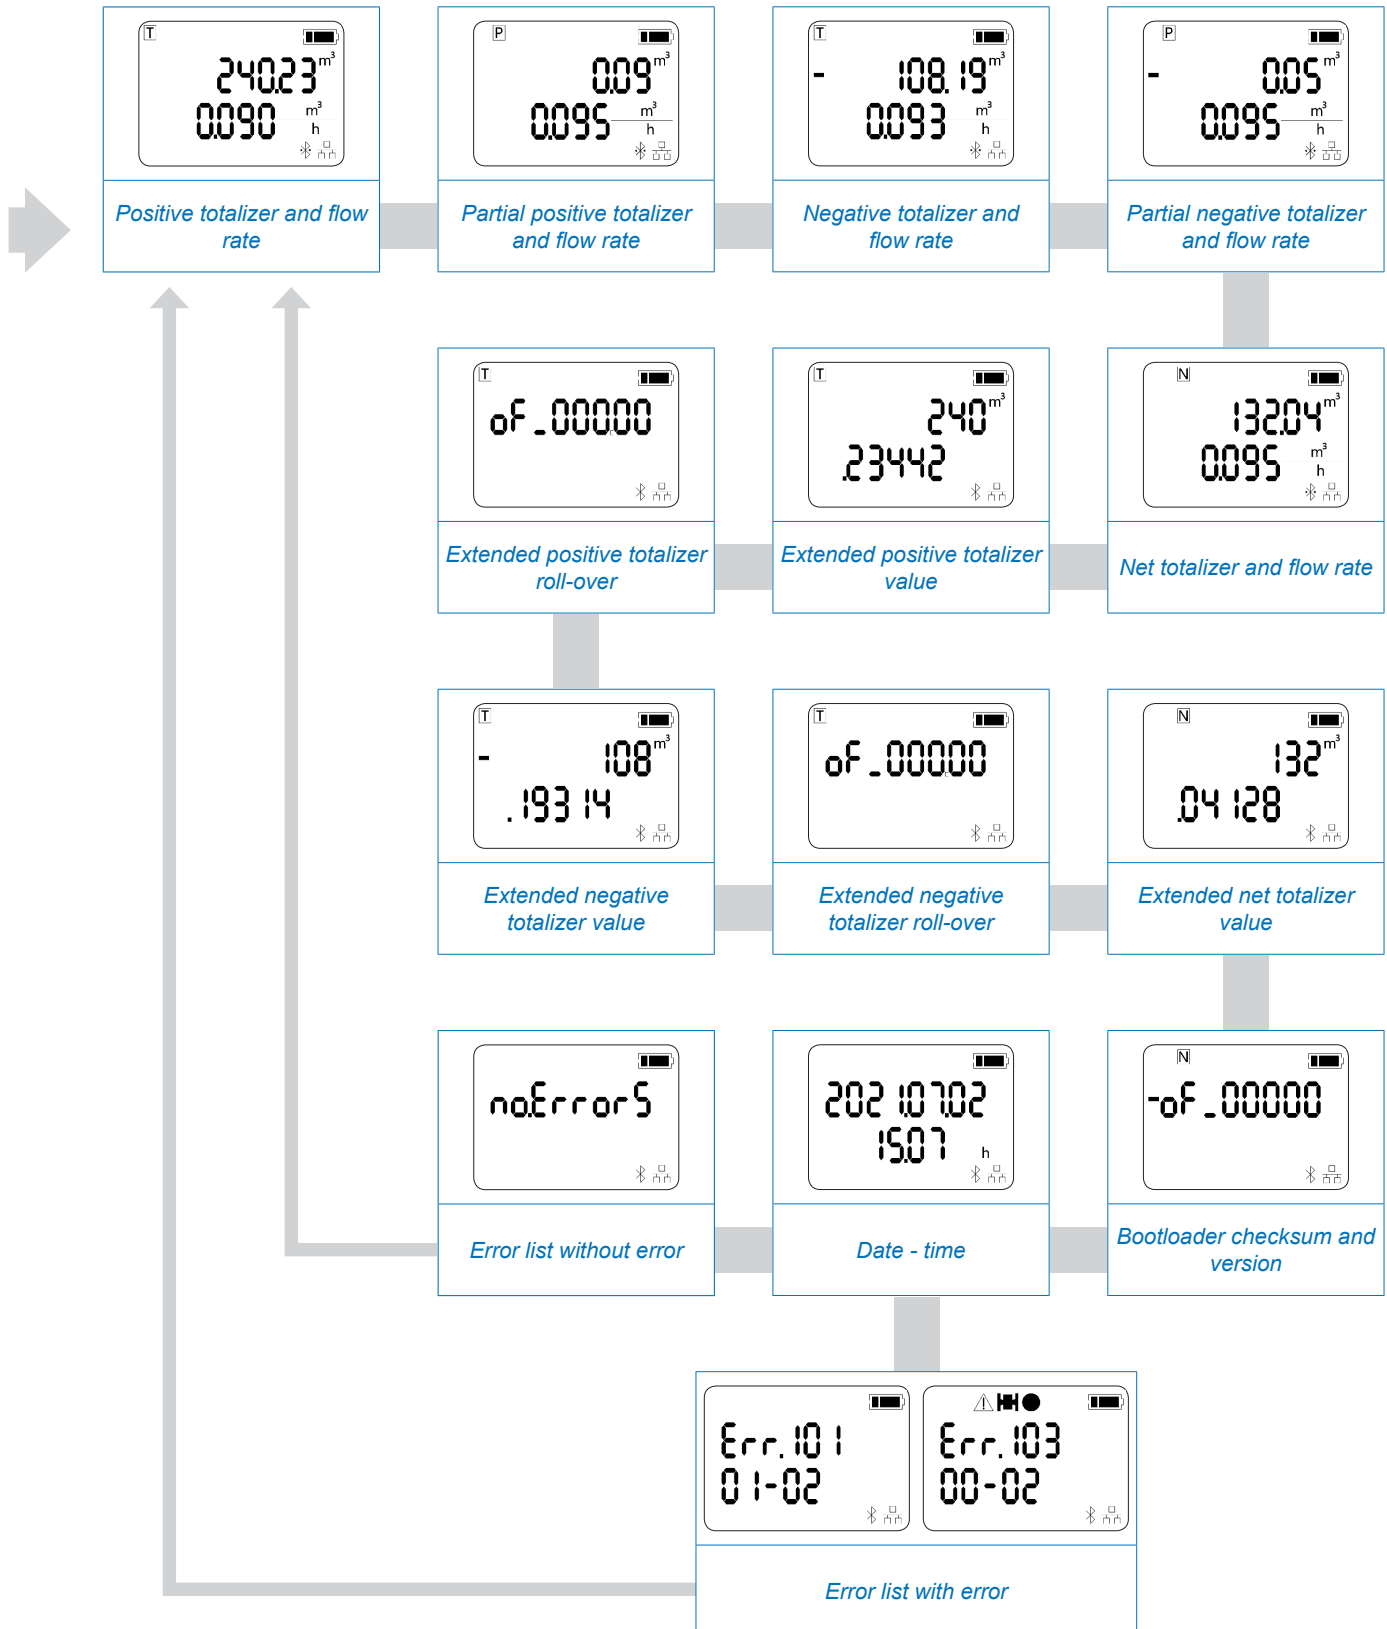 T
240.23 m³
0.090 m³
h
Positive totalizer and flow
rate
P
0.09 m³
0.095 m³
h
Partial positive totalizer
and flow rate
T
- 108.19 m³
0.093 m³
h
Negative totalizer and
flow rate
P
- 0.05 m³
0.095 m³
h
Partial negative totalizer
and flow rate
T
oF_000.00
Extended positive totalizer
roll-over
T
240 m³
.23442
Extended positive totalizer
value
N
132.04 m³
0.095 m³
h
Net totalizer and flow rate
T
- 108 m³
.19314
Extended negative
totalizer value
T
oF_000.00
Extended negative
totalizer roll-over
N
132 m³
.04128
Extended net totalizer
value
no.ErrorS
Error list without error
2021.07.02
15.07 h
Date - time
N
-oF_00000
Bootloader checksum and
version
Err.101
01-02
Err.103
00-02
Error list with error